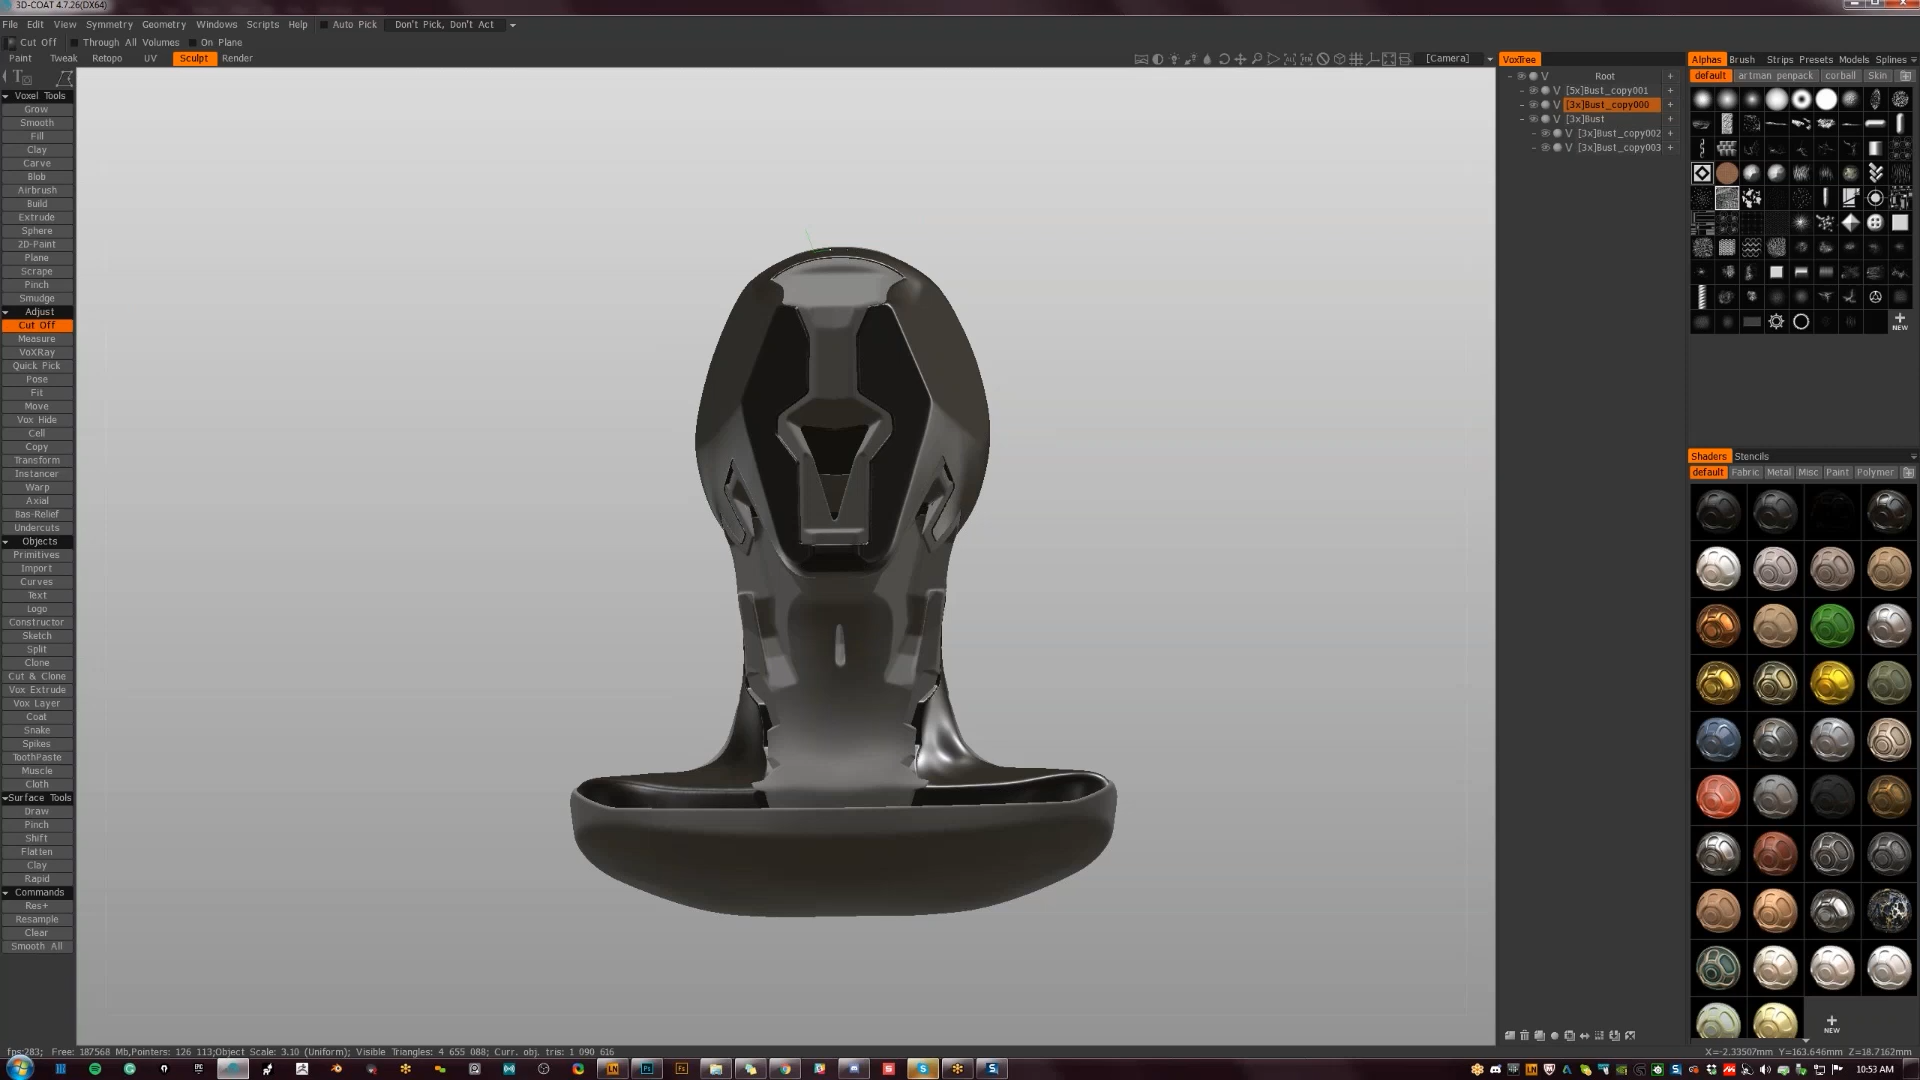 3D-COAT 4.7.26(DX64)
File Edit View Symmetry Geometry Windows Scripts Help Auto Pick Don't Pick, Don't Act
Cut Off Through All Volumes On Plane
Paint Tweak Retopo UV Sculpt Render [Camera] VoxTree Alphas Brush Strips Presets Models Splines
default artman penpack corball Skin
Root
[5x]Bust_copy001
[3x]Bust_copy000
[3x]Bust
[3x]Bust_copy002
[3x]Bust_copy003
Voxel Tools
Grow
Smooth
Fill
Clay
Carve
Blob
Airbrush
Build
Extrude
Sphere
2D-Paint
Plane
Scrape
Pinch
Smudge
Adjust
Cut Off
Measure
VoXRay
Quick Pick
Pose
Fit
Move
Vox Hide
Cell
Copy
Transform
Instancer
Warp
Axial
Bas-Relief
Undercuts
Objects
Primitives
Import
Curves
Text
Logo
Constructor
Sketch
Split
Clone
Cut & Clone
Vox Extrude
Vox Layer
Coat
Snake
Spikes
ToothPaste
Muscle
Cloth
Surface Tools
Draw
Pinch
Shift
Flatten
Clay
Rapid
Commands
Res+
Resample
Clear
Smooth All
NEW
Shaders Stencils
default Fabric Metal Misc Paint Polymer
NEW
fps:283; Free: 187568 Mb,Pointers: 126 113;Object Scale: 3.10 (Uniform); Visible Triangles: 4 655 088; Curr. obj. tris: 1 090 616
X=-2.33507mm Y=163.646mm Z=18.7162mm
10:53 AM